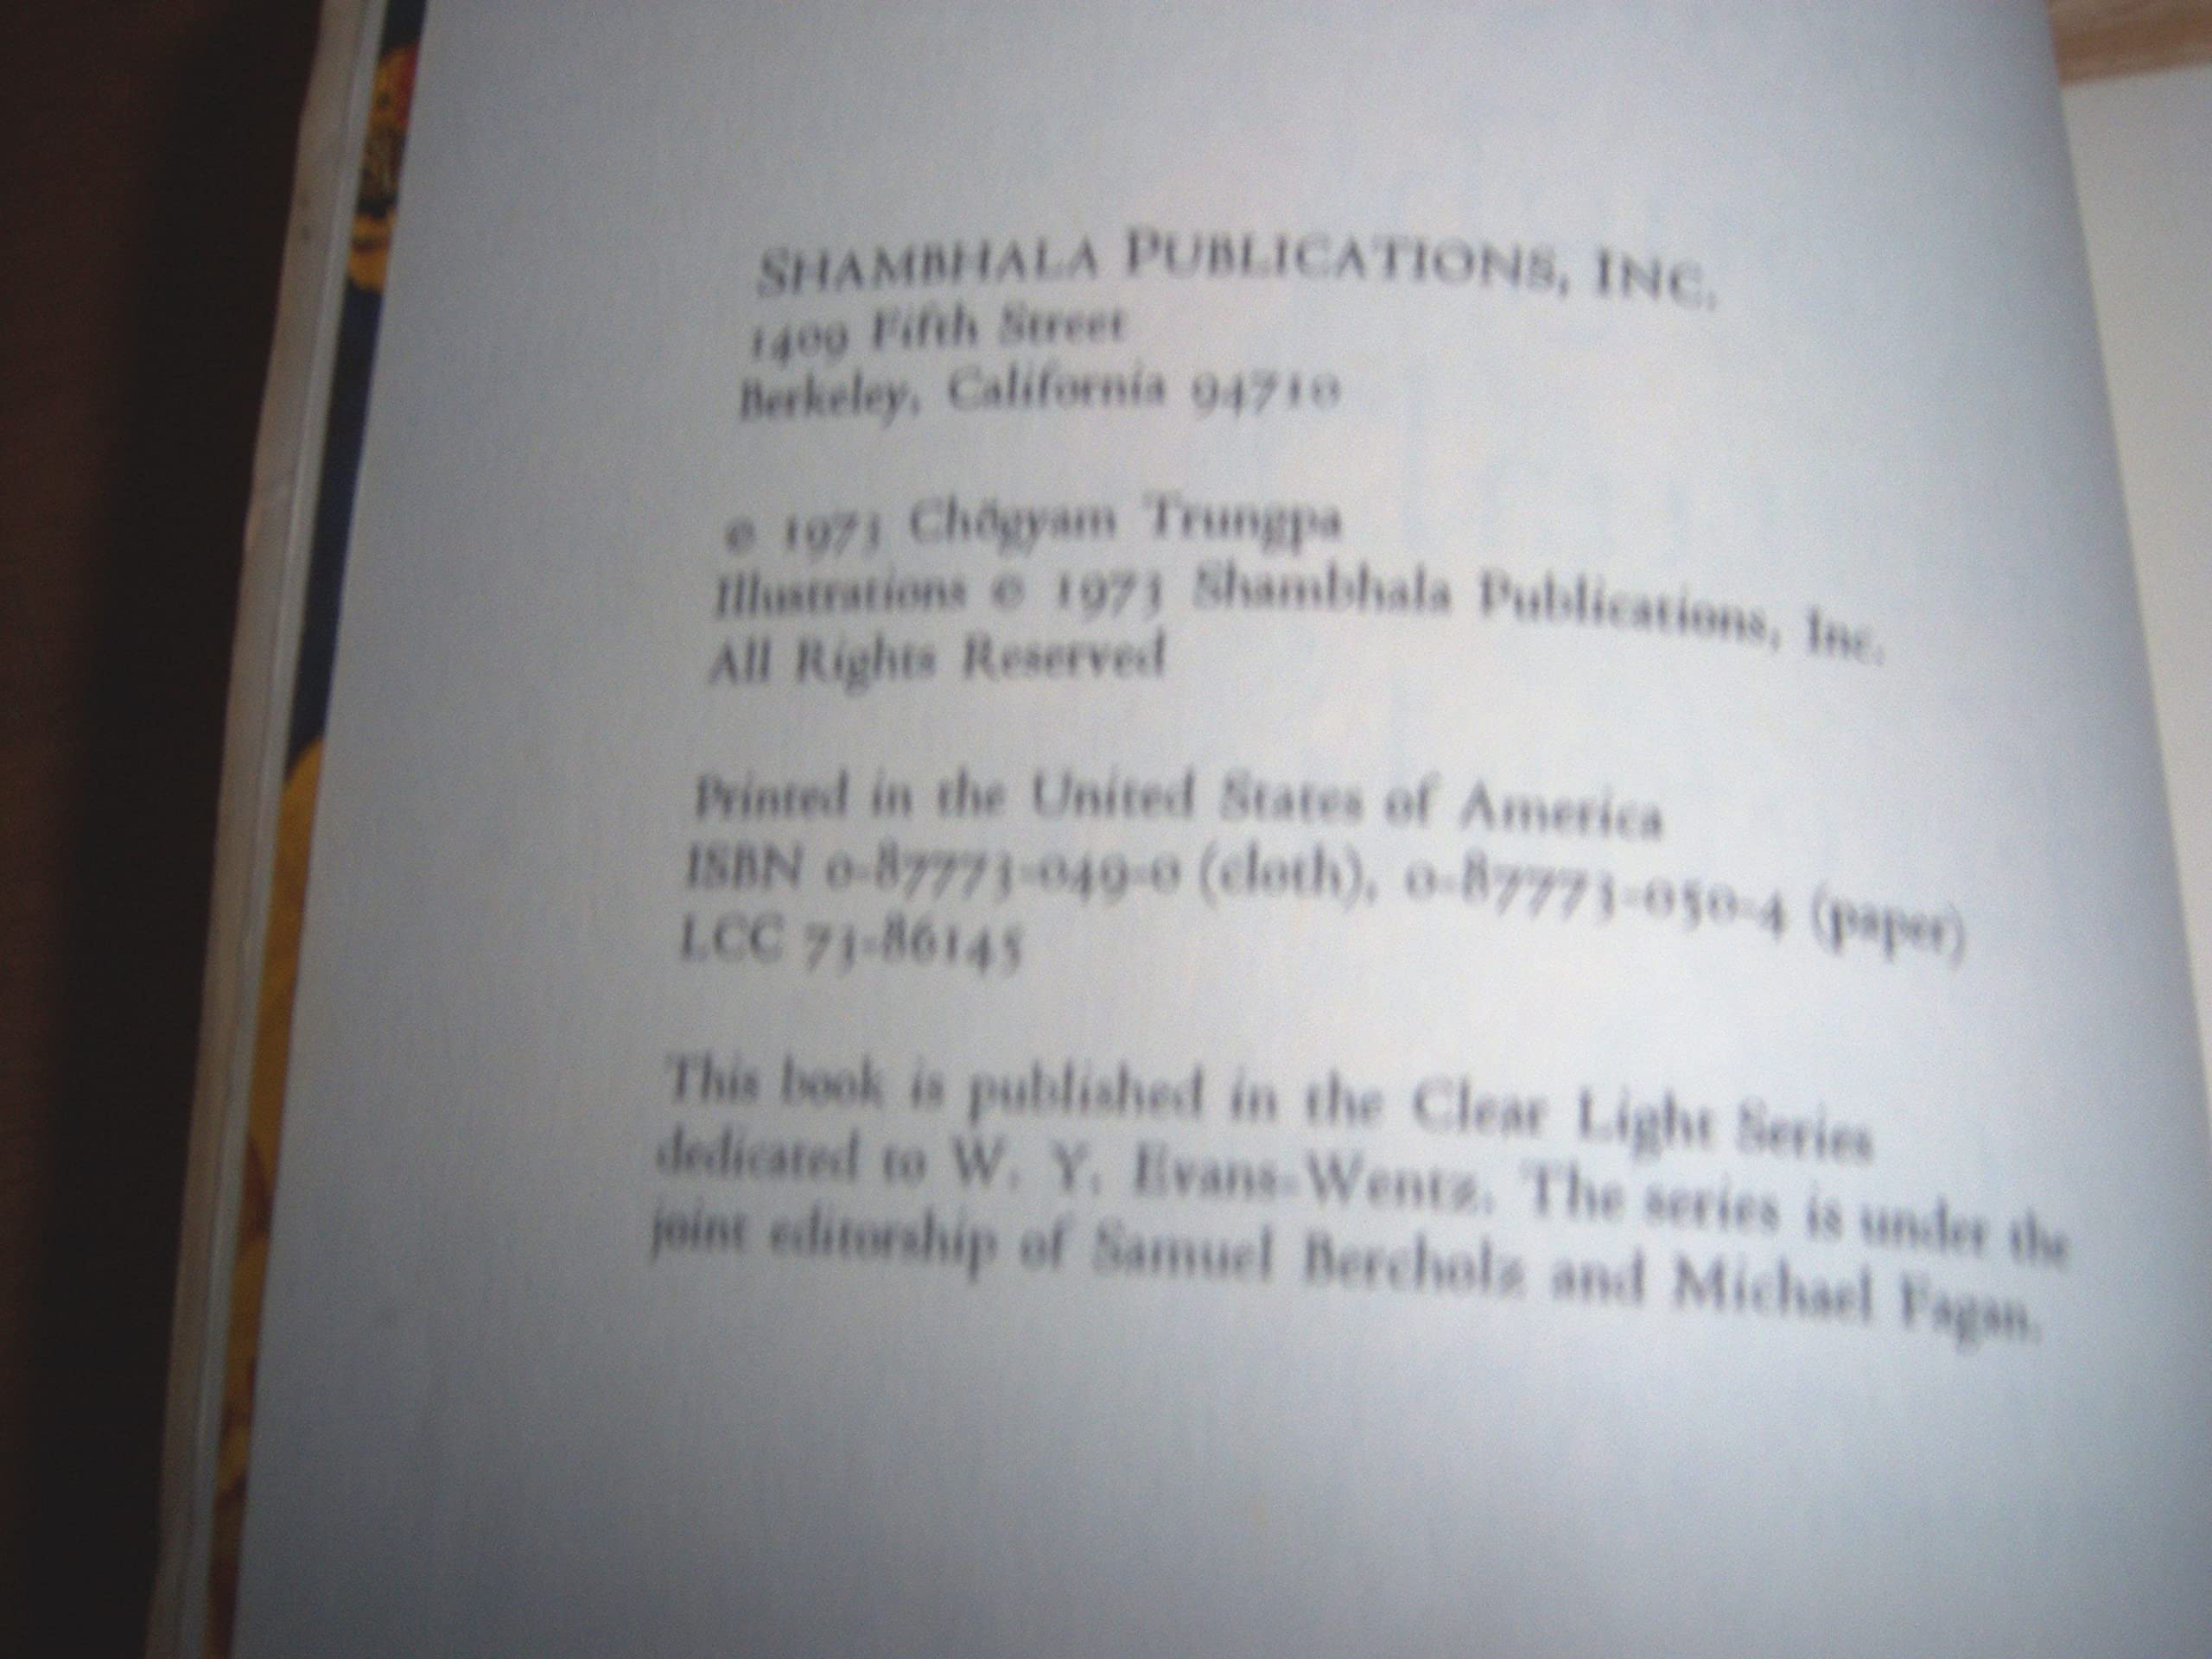 SHAMBHALA PUBLICATIONS, INC.
1409 Fifth Street
Berkeley, California 94710
© 1973 Chögyam Trungpa
Illustrations © 1973 Shambhala Publications, Inc.
All Rights Reserved
Printed in the United States of America
ISBN 0-87773-049-0 (cloth), 0-87773-050-4 (paper)
LCC 73-86145
This book is published in the Clear Light Series
dedicated to W. Y. Evans-Wentz. The series is under the
joint editorship of Samuel Bercholz and Michael Fagan.